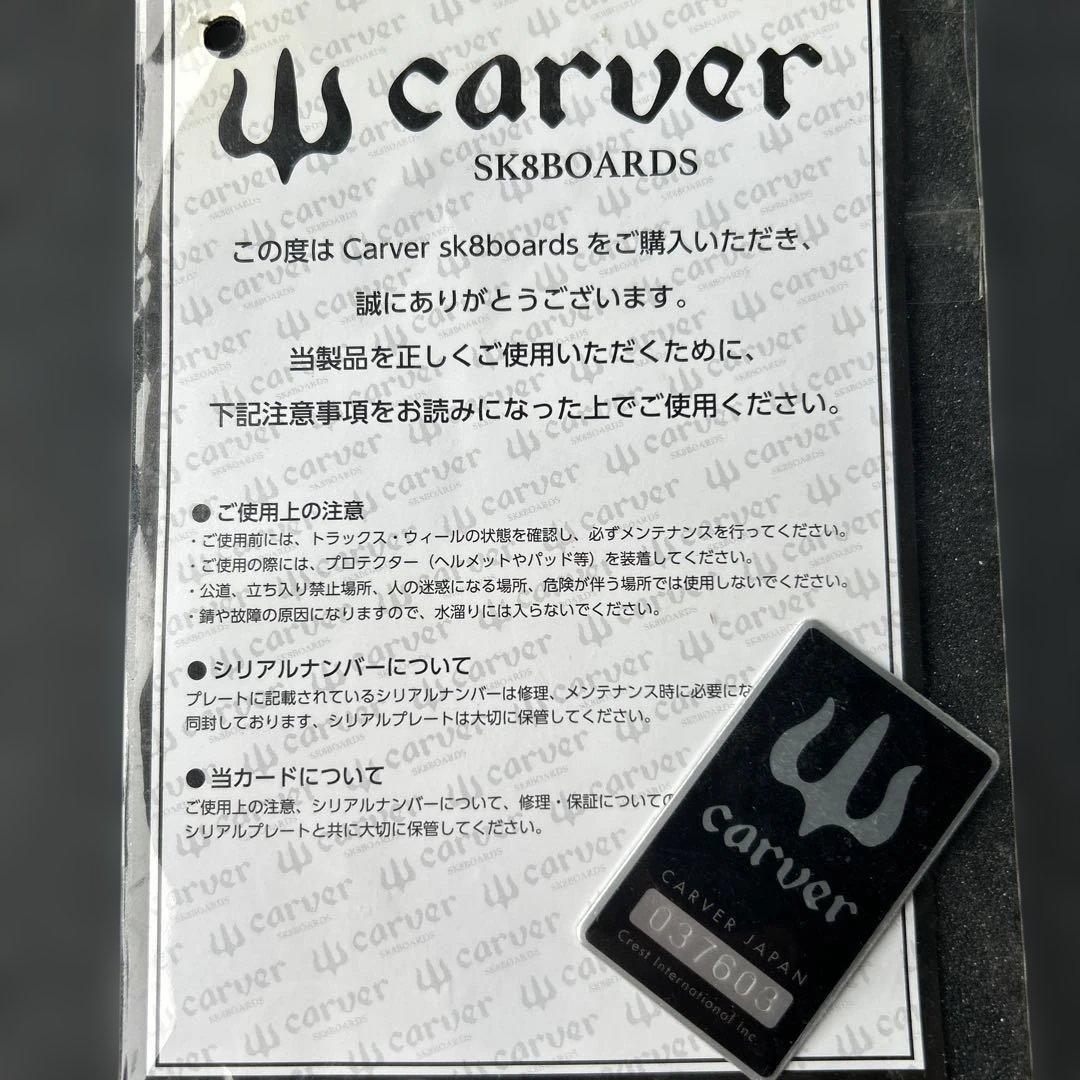 carver
SK8BOARDS
この度は Carver sk8boards をご購入いただき、
誠にありがとうございます。
当製品を正しくご使用いただくために、
下記注意事項をお読みになった上でご使用ください。
● ご使用上の注意
・ご使用前には、トラックス・ウィールの状態を確認し、必ずメンテナンスを行ってください。
・ご使用の際には、プロテクター（ヘルメットやパッド等）を装着してください。
・公道、立ち入り禁止場所、人の迷惑になる場所、危険が伴う場所では使用しないでください。
・錆や故障の原因になりますので、水溜りには入らないでください。
● シリアルナンバーについて
プレートに記載されているシリアルナンバーは修理、メンテナンス時に必要にな
同封しております、シリアルプレートは大切に保管してください。
● 当カードについて
ご使用上の注意、シリアルナンバーについて、修理・保証についての
シリアルプレートと共に大切に保管してください。
carver
CARVER JAPAN
037603
Crest International Inc.